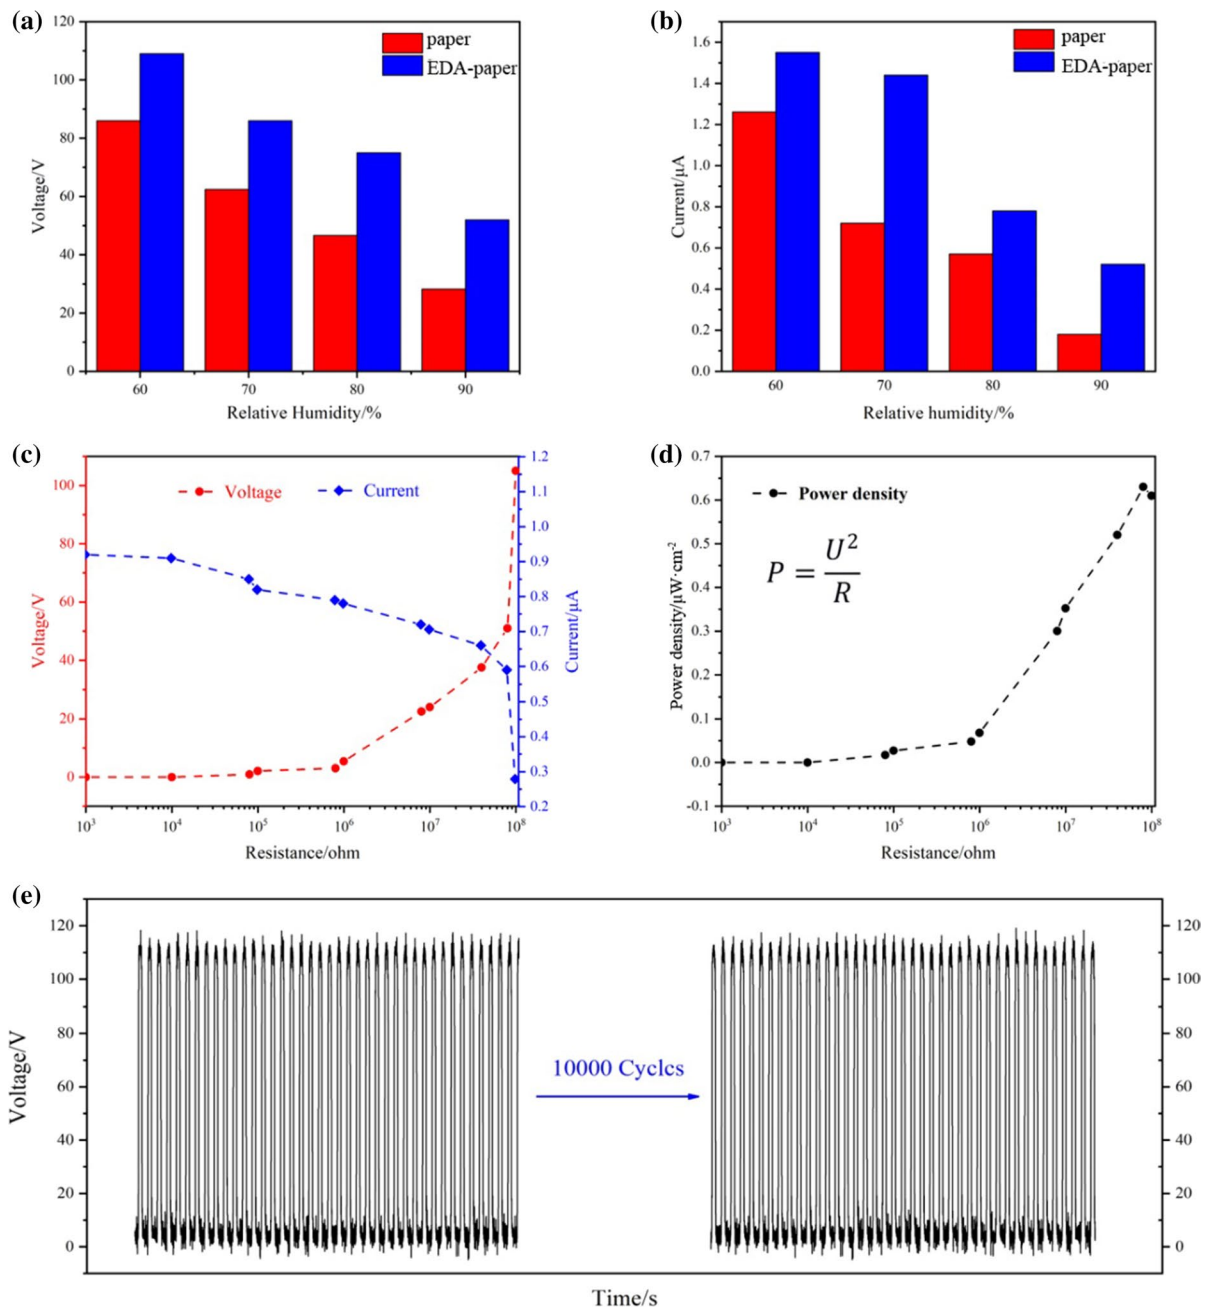 (a)
120
100
80
60
40
20
0
Voltage/V
paper
EDA-paper
60 70 80 90
Relative Humidity/%
(b)
1.6
1.4
1.2
1.0
0.8
0.6
0.4
0.2
0.0
Current/μA
paper
EDA-paper
60 70 80 90
Relative humidity/%
(c)
100
80
60
40
20
0
Voltage/V
Voltage
Current
1.2
1.1
1.0
0.9
0.8
0.7
0.6
0.5
0.4
0.3
0.2
Current/μA
10³ 10⁴ 10⁵ 10⁶ 10⁷ 10⁸
Resistance/ohm
(d)
0.7
0.6
0.5
0.4
0.3
0.2
0.1
0.0
-0.1
Power density/μW·cm⁻²
Power density
P = U²/R
10³ 10⁴ 10⁵ 10⁶ 10⁷ 10⁸
Resistance/ohm
(e)
120
100
80
60
40
20
0
Voltage/V
10000 Cyclcs
120
100
80
60
40
20
0
Time/s